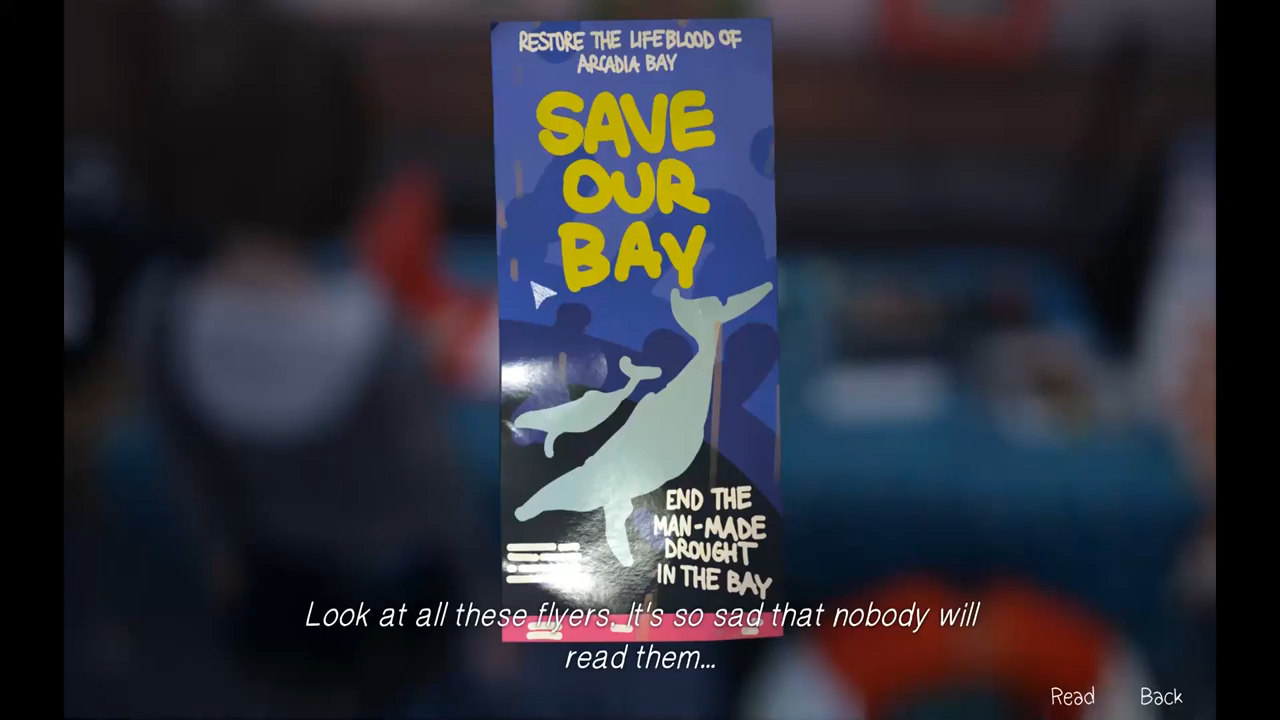 RESTORE THE LIFEBLOOD OF
ARCADIA BAY
SAVE
OUR
BAY
END THE
MAN-MADE
DROUGHT
IN THE BAY
Look at all these flyers. It's so sad that nobody will
read them...
Read Back